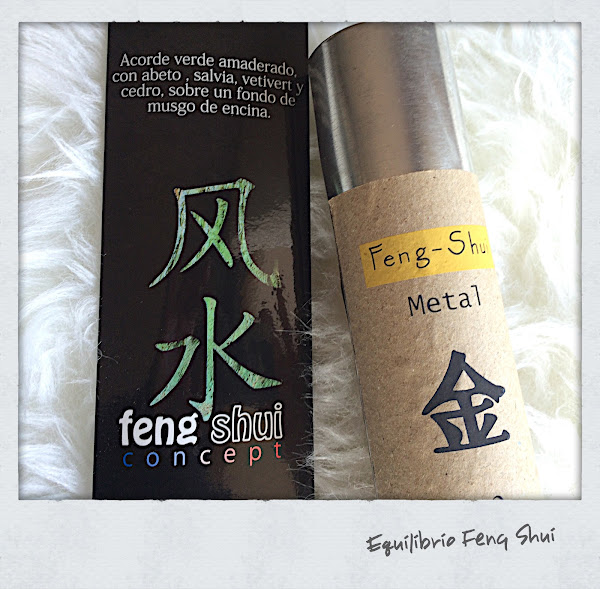 Acorde verde amaderado,
con abeto , salvia, vetivert y
cedro, sobre un fondo de
musgo de encina.
风
水
feng shui
concept
Feng-Shu
Metal
金
Equilibrio Feng Shui